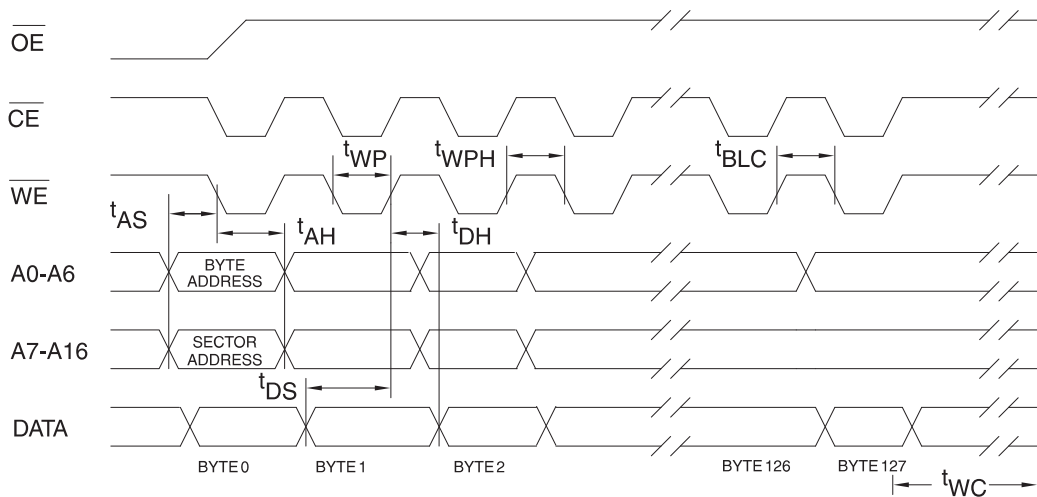 OE
CE
tWP
tWPH
tBLC
WE
tAS
tAH
tDH
A0-A6
BYTE
ADDRESS
A7-A16
SECTOR
ADDRESS
tDS
DATA
BYTE 0
BYTE 1
BYTE 2
BYTE 126
BYTE 127
tWC